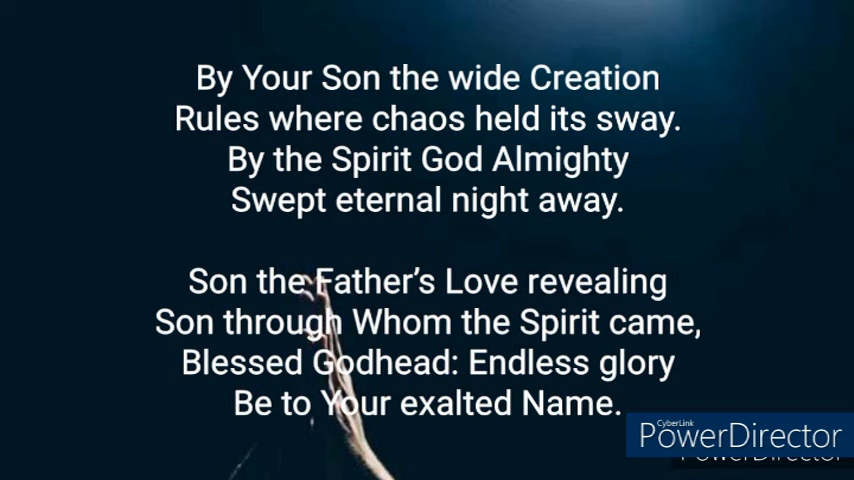 By Your Son the wide Creation
Rules where chaos held its sway.
By the Spirit God Almighty
Swept eternal night away.
Son the Father's Love revealing
Son through Whom the Spirit came,
Blessed Godhead: Endless glory
Be to Your exalted Name.
CyberLink
PowerDirector
PowerDirector